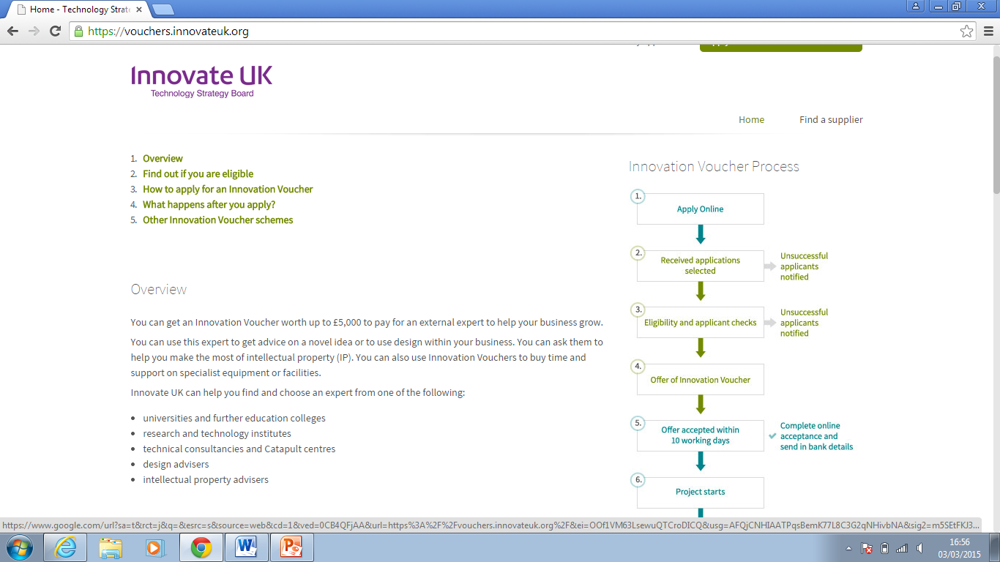 Home - Technology Strate
https://vouchers.innovateuk.org
Innovate UK
Technology Strategy Board
Home
Find a supplier
1. Overview
2. Find out if you are eligible
3. How to apply for an Innovation Voucher
4. What happens after you apply?
5. Other Innovation Voucher schemes
Overview
You can get an Innovation Voucher worth up to £5,000 to pay for an external expert to help your business grow.
You can use this expert to get advice on a novel idea or to use design within your business. You can ask them to
help you make the most of intellectual property (IP). You can also use Innovation Vouchers to buy time and
support on specialist equipment or facilities.
Innovate UK can help you find and choose an expert from one of the following:
• universities and further education colleges
• research and technology institutes
• technical consultancies and Catapult centres
• design advisers
• intellectual property advisers
Innovation Voucher Process
1.
Apply Online
2.
Received applications
selected
Unsuccessful
applicants
notified
3.
Eligibility and applicant checks
Unsuccessful
applicants
notified
4.
Offer of Innovation Voucher
5.
Offer accepted within
10 working days
Complete online
acceptance and
send in bank details
6.
Project starts
https://www.google.com/url?sa=t&rct=j&q=&esrc=s&source=web&cd=1&ved=0CB4QFjAA&url=https%3A%2F%2Fvouchers.innovateuk.org%2F&ei=OOf1VM63LsewuQTCroDICQ&usg=AFQjCNHIAATPqsBemK77L8C3G2qNHivbNA&sig2=m5SEtFKJ3...
16:56
03/03/2015